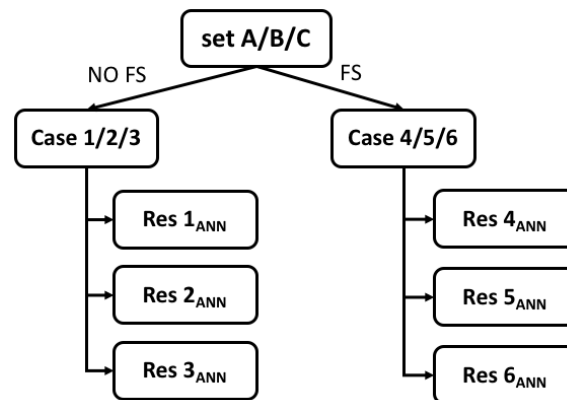 set A/B/C
NO FS
FS
Case 1/2/3
Case 4/5/6
Res 1ANN
Res 4ANN
Res 2ANN
Res 5ANN
Res 3ANN
Res 6ANN